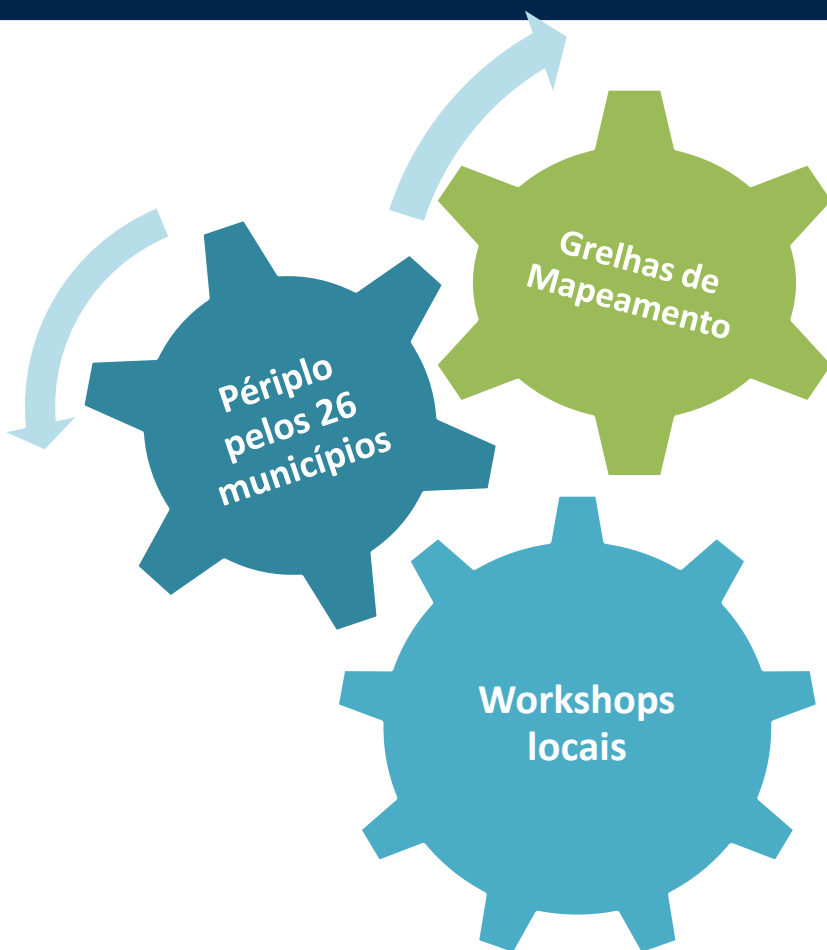 Grelhas de
Mapeamento
Périplo
pelos 26
municípios
Workshops
locais